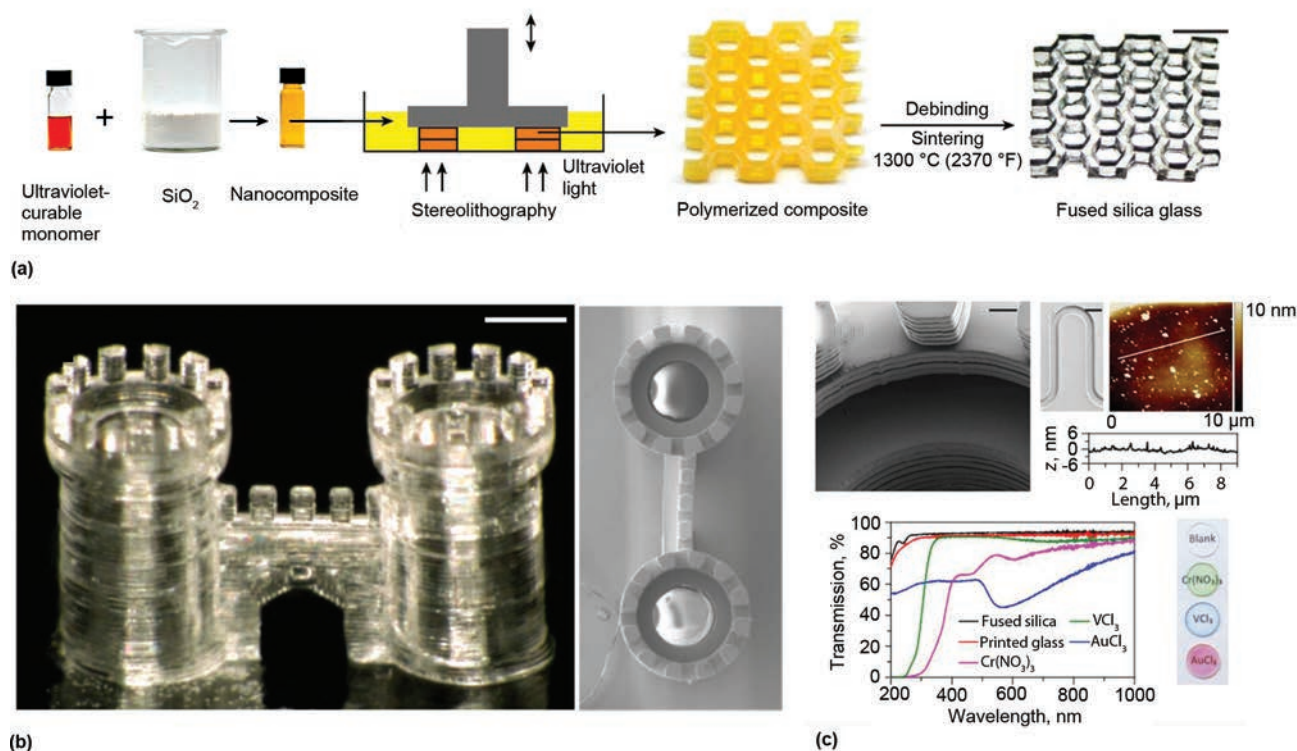 +
Ultraviolet-
curable
monomer
SiO2
Nanocomposite
Ultraviolet
light
Stereolithography
Polymerized composite
Debinding
Sintering
1300 °C (2370 °F)
Fused silica glass
(a)
(b)
10 nm
10 µm
z, nm
6
0
-6
0 2 4 6 8
Length, µm
Transmission, %
100
80
60
40
20
0
Fused silica
Printed glass
Cr(NO3)3
VCl3
AuCl3
200 400 600 800 1000
Wavelength, nm
Blank
Cr(NO3)3
VCl3
AuCl3
(c)